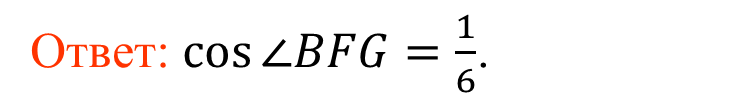 Ответ: cos ∠BFG = 1/6.